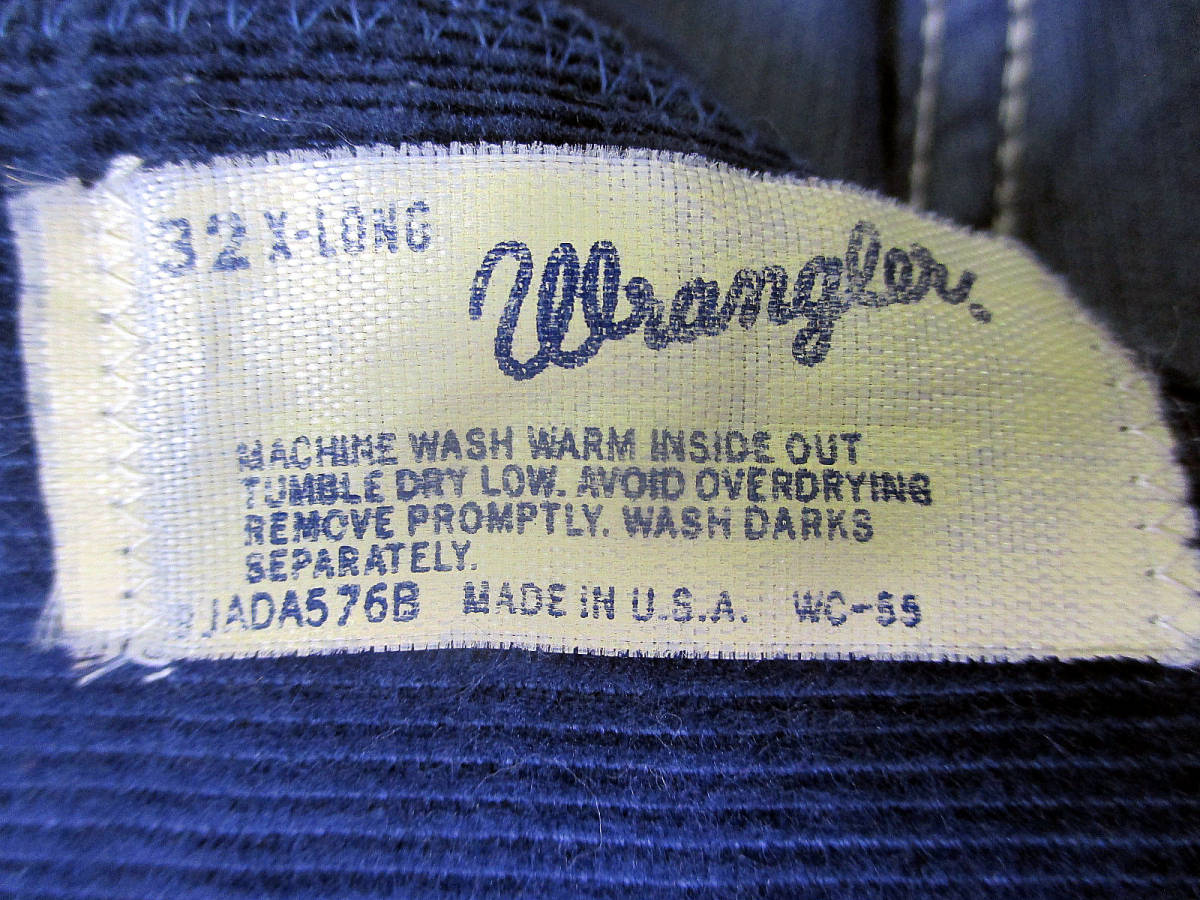 32 X-LONG
Wrangler.
MACHINE WASH WARM INSIDE OUT
TUMBLE DRY LOW. AVOID OVERDRYING
REMOVE PROMPTLY. WASH DARKS
SEPARATELY.
MADE IN U.S.A. WC-55